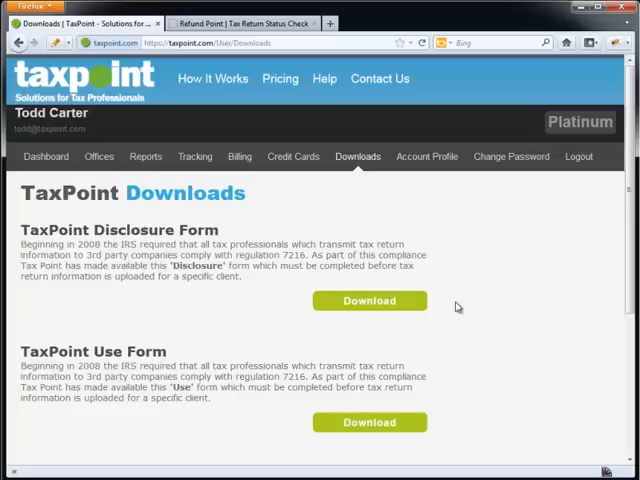 Firefox
Downloads | TaxPoint - Solutions for ...
Refund Point | Tax Return Status Check
taxpoint.com
https://taxpoint.com/User/Downloads
Bing
taxpoint
Solutions for Tax Professionals
How It Works
Pricing
Help
Contact Us
Todd Carter
todd@taxpoint.com
Platinum
Dashboard
Offices
Reports
Tracking
Billing
Credit Cards
Downloads
Account Profile
Change Password
Logout
TaxPoint Downloads
TaxPoint Disclosure Form
Beginning in 2008 the IRS required that all tax professionals which transmit tax return
information to 3rd party companies comply with regulation 7216. As part of this compliance
Tax Point has made available this 'Disclosure' form which must be completed before tax
return information is uploaded for a specific client.
Download
TaxPoint Use Form
Beginning in 2008 the IRS required that all tax professionals which transmit tax return
information to 3rd party companies comply with regulation 7216. As part of this compliance
Tax Point has made available this 'Use' form which must be completed before tax return
information is uploaded for a specific client.
Download